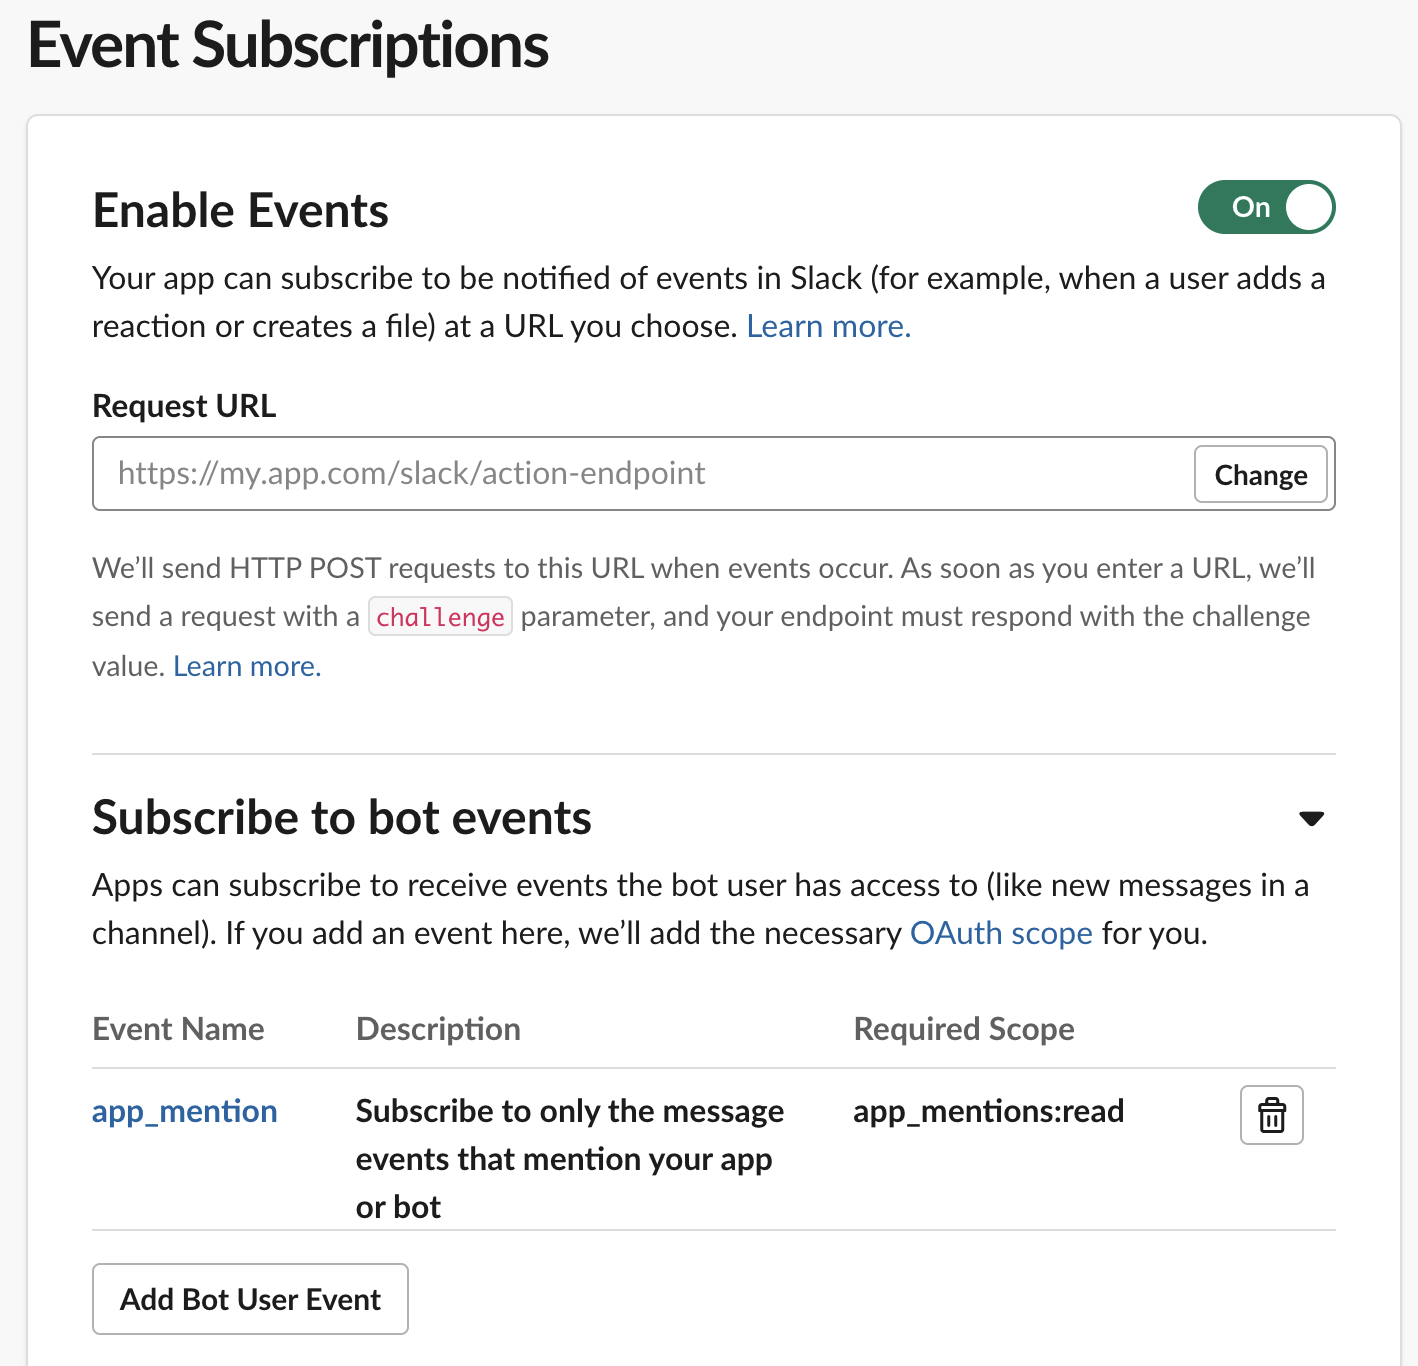 Event Subscriptions
Enable Events
On
Your app can subscribe to be notified of events in Slack (for example, when a user adds a
reaction or creates a file) at a URL you choose. Learn more.
Request URL
https://my.app.com/slack/action-endpoint
Change
We’ll send HTTP POST requests to this URL when events occur. As soon as you enter a URL, we’ll
send a request with a challenge parameter, and your endpoint must respond with the challenge
value. Learn more.
Subscribe to bot events
Apps can subscribe to receive events the bot user has access to (like new messages in a
channel). If you add an event here, we’ll add the necessary OAuth scope for you.
Event Name Description Required Scope
app_mention Subscribe to only the message app_mentions:read
events that mention your app
or bot
Add Bot User Event